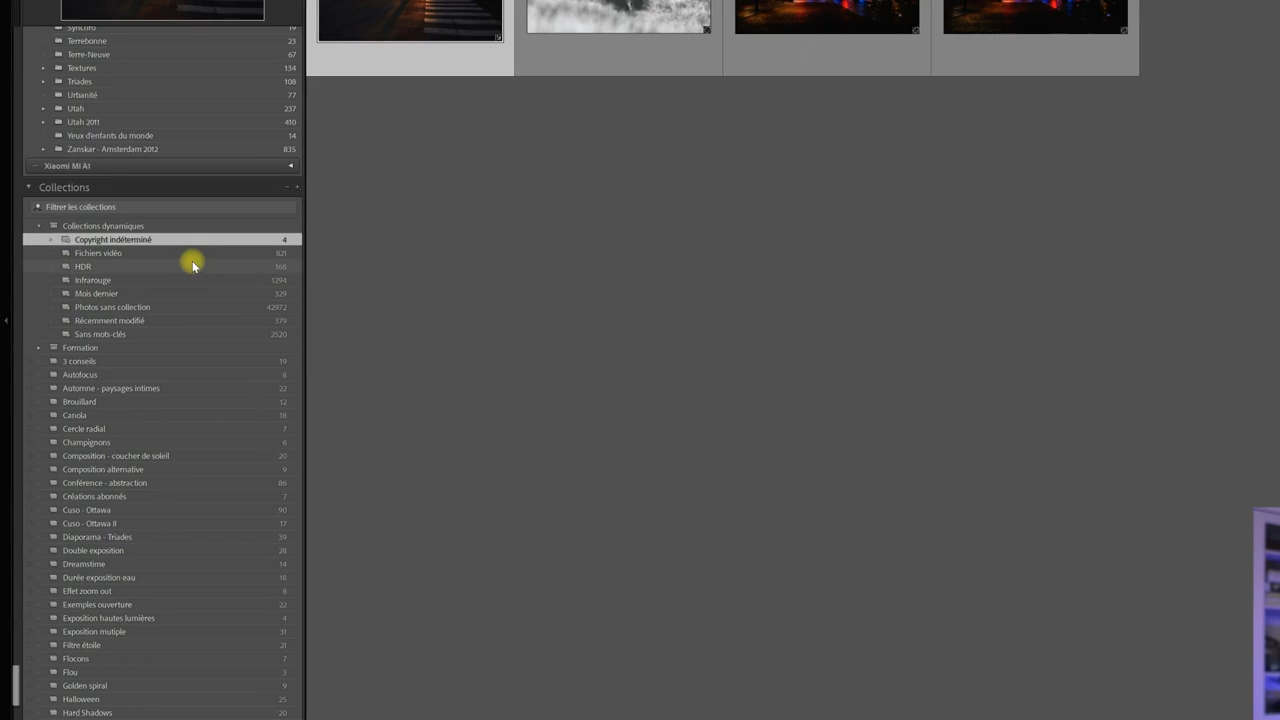 Synchro 19
Terrebonne 23
Terre-Neuve 67
Textures 134
Triades 108
Urbanité 77
Utah 237
Utah 2011 410
Yeux d'enfants du monde 14
Zanskar - Amsterdam 2012 835
Xiaomi Mi A1
Collections
Filtrer les collections
Collections dynamiques
Copyright indéterminé 4
Fichiers vidéo 821
HDR 168
Infrarouge 1294
Mois dernier 329
Photos sans collection 42972
Récemment modifié 379
Sans mots-clés 2520
Formation
3 conseils 19
Autofocus 8
Automne - paysages intimes 22
Brouillard 12
Canola 18
Cercle radial 7
Champignons 6
Composition - coucher de soleil 20
Composition alternative 9
Conférence - abstraction 86
Créations abonnés 7
Cuso - Ottawa 90
Cuso - Ottawa II 17
Diaporama - Triades 39
Double exposition 28
Dreamstime 14
Durée exposition eau 18
Effet zoom out 8
Exemples ouverture 22
Exposition hautes lumières 4
Exposition mutiple 31
Filtre étoile 21
Flocons 7
Flou 3
Golden spiral 9
Halloween 25
Hard Shadows 20